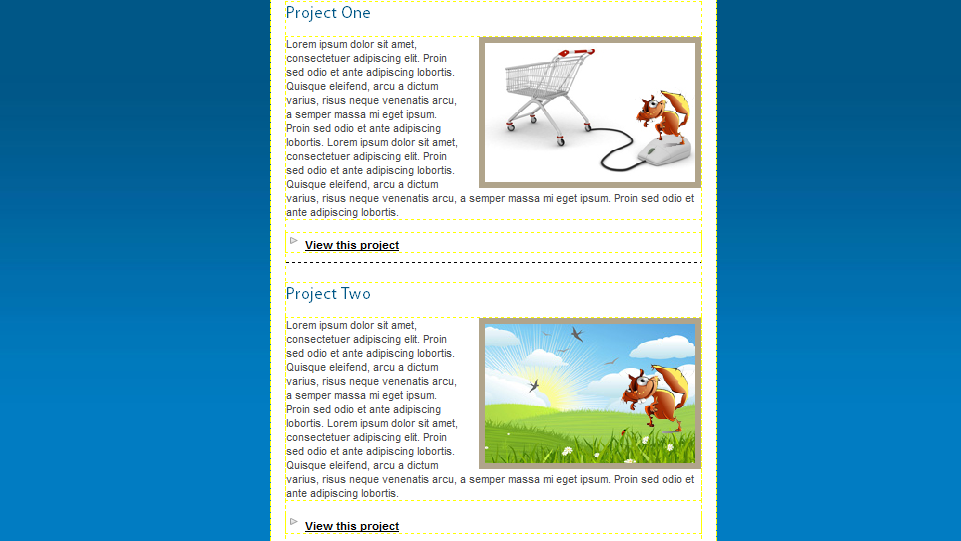 Project One
Lorem ipsum dolor sit amet,
consectetuer adipiscing elit. Proin
sed odio et ante adipiscing lobortis.
Quisque eleifend, arcu a dictum
varius, risus neque venenatis arcu,
a semper massa mi eget ipsum.
Proin sed odio et ante adipiscing
lobortis. Lorem ipsum dolor sit amet,
consectetuer adipiscing elit. Proin
sed odio et ante adipiscing lobortis.
Quisque eleifend, arcu a dictum
varius, risus neque venenatis arcu, a semper massa mi eget ipsum. Proin sed odio et
ante adipiscing lobortis.
View this project
Project Two
Lorem ipsum dolor sit amet,
consectetuer adipiscing elit. Proin
sed odio et ante adipiscing lobortis.
Quisque eleifend, arcu a dictum
varius, risus neque venenatis arcu,
a semper massa mi eget ipsum.
Proin sed odio et ante adipiscing
lobortis. Lorem ipsum dolor sit amet,
consectetuer adipiscing elit. Proin
sed odio et ante adipiscing lobortis.
Quisque eleifend, arcu a dictum
varius, risus neque venenatis arcu, a semper massa mi eget ipsum. Proin sed odio et
ante adipiscing lobortis.
View this project